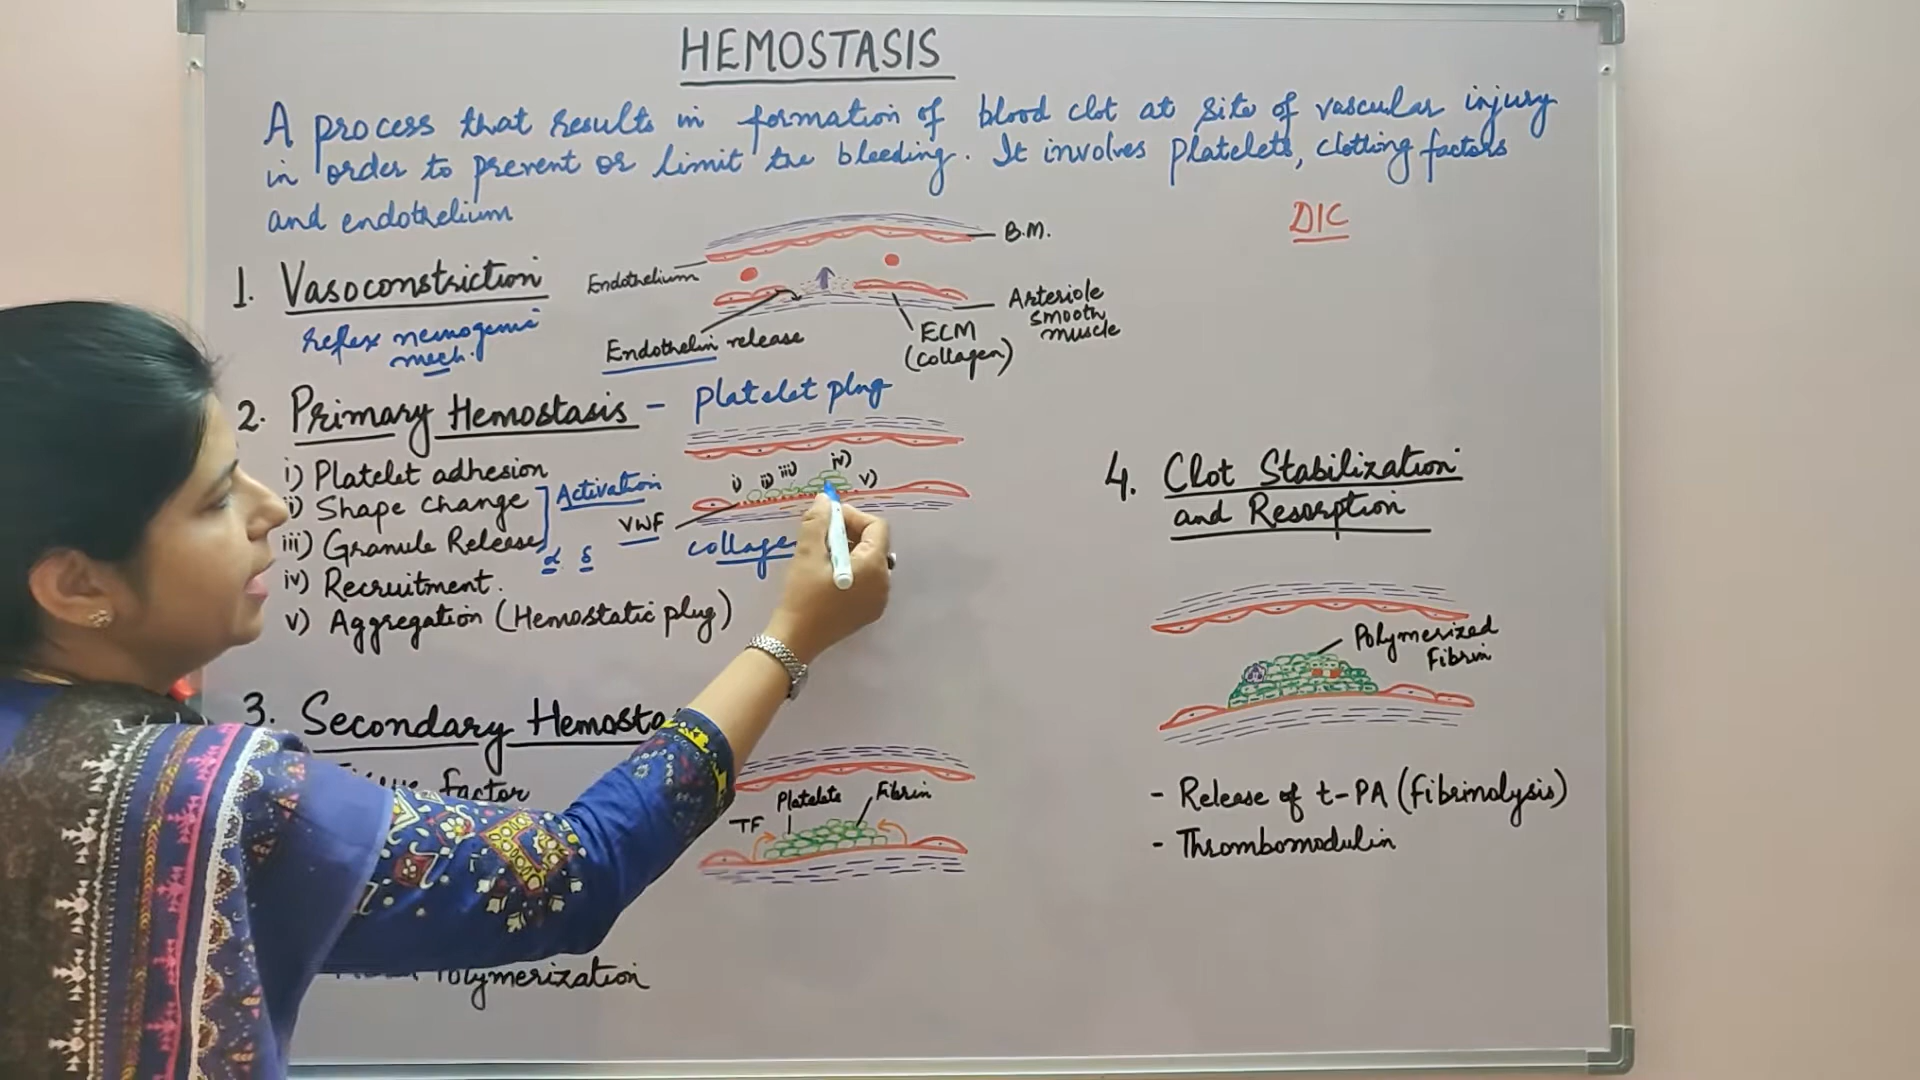 HEMOSTASIS
A process that results in formation of blood clot at site of vascular injury
in order to prevent or limit the bleeding. It involves platelets, clotting factors
and endothelium
DIC
1. Vasoconstriction
Reflex neurogenic
mech.
Endothelium
B.M.
Endothelin release
ECM
(collagen)
Arteriole
smooth
muscle
2. Primary Hemostasis - Platelet plug
i) Platelet adhesion
ii) Shape change
iii) Granule Release
iv) Recruitment.
v) Aggregation (Hemostatic plug)
Activation
α δ
VWF
i) ii) iii) iv) v)
3. Secondary
factor
Polymerization
TF
Platelets
Fibrin
4. Clot Stabilization
and Resorption
Polymerized
Fibrin
- Release of t-PA (fibrinolysis)
- Thrombomodulin